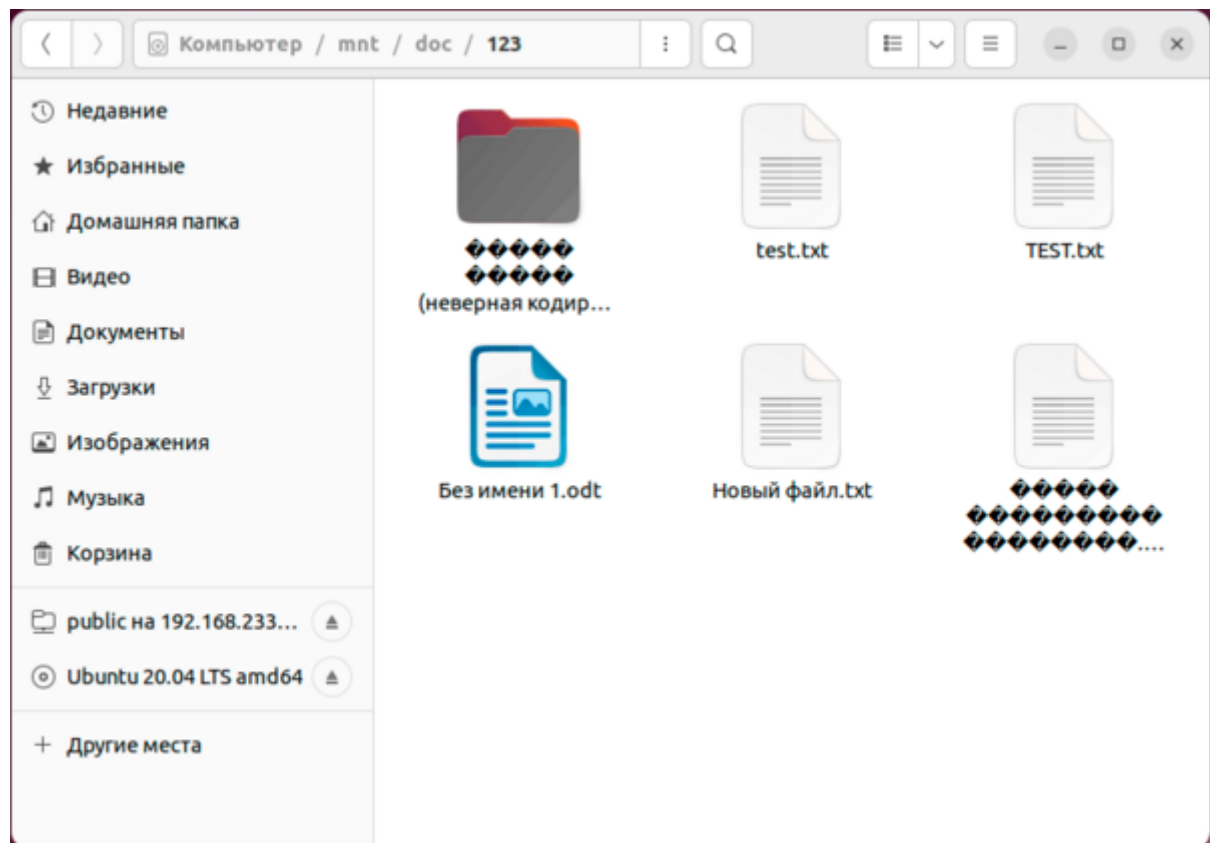 Компьютер / mnt / doc / 123
Недавние
Избранные
Домашняя папка
Видео
Документы
Загрузки
Изображения
Музыка
Корзина
public на 192.168.233...
Ubuntu 20.04 LTS amd64
Другие места
�����
�����
(неверная кодир...
test.txt
TEST.txt
Без имени 1.odt
Новый файл.txt
�����
���������
��������....